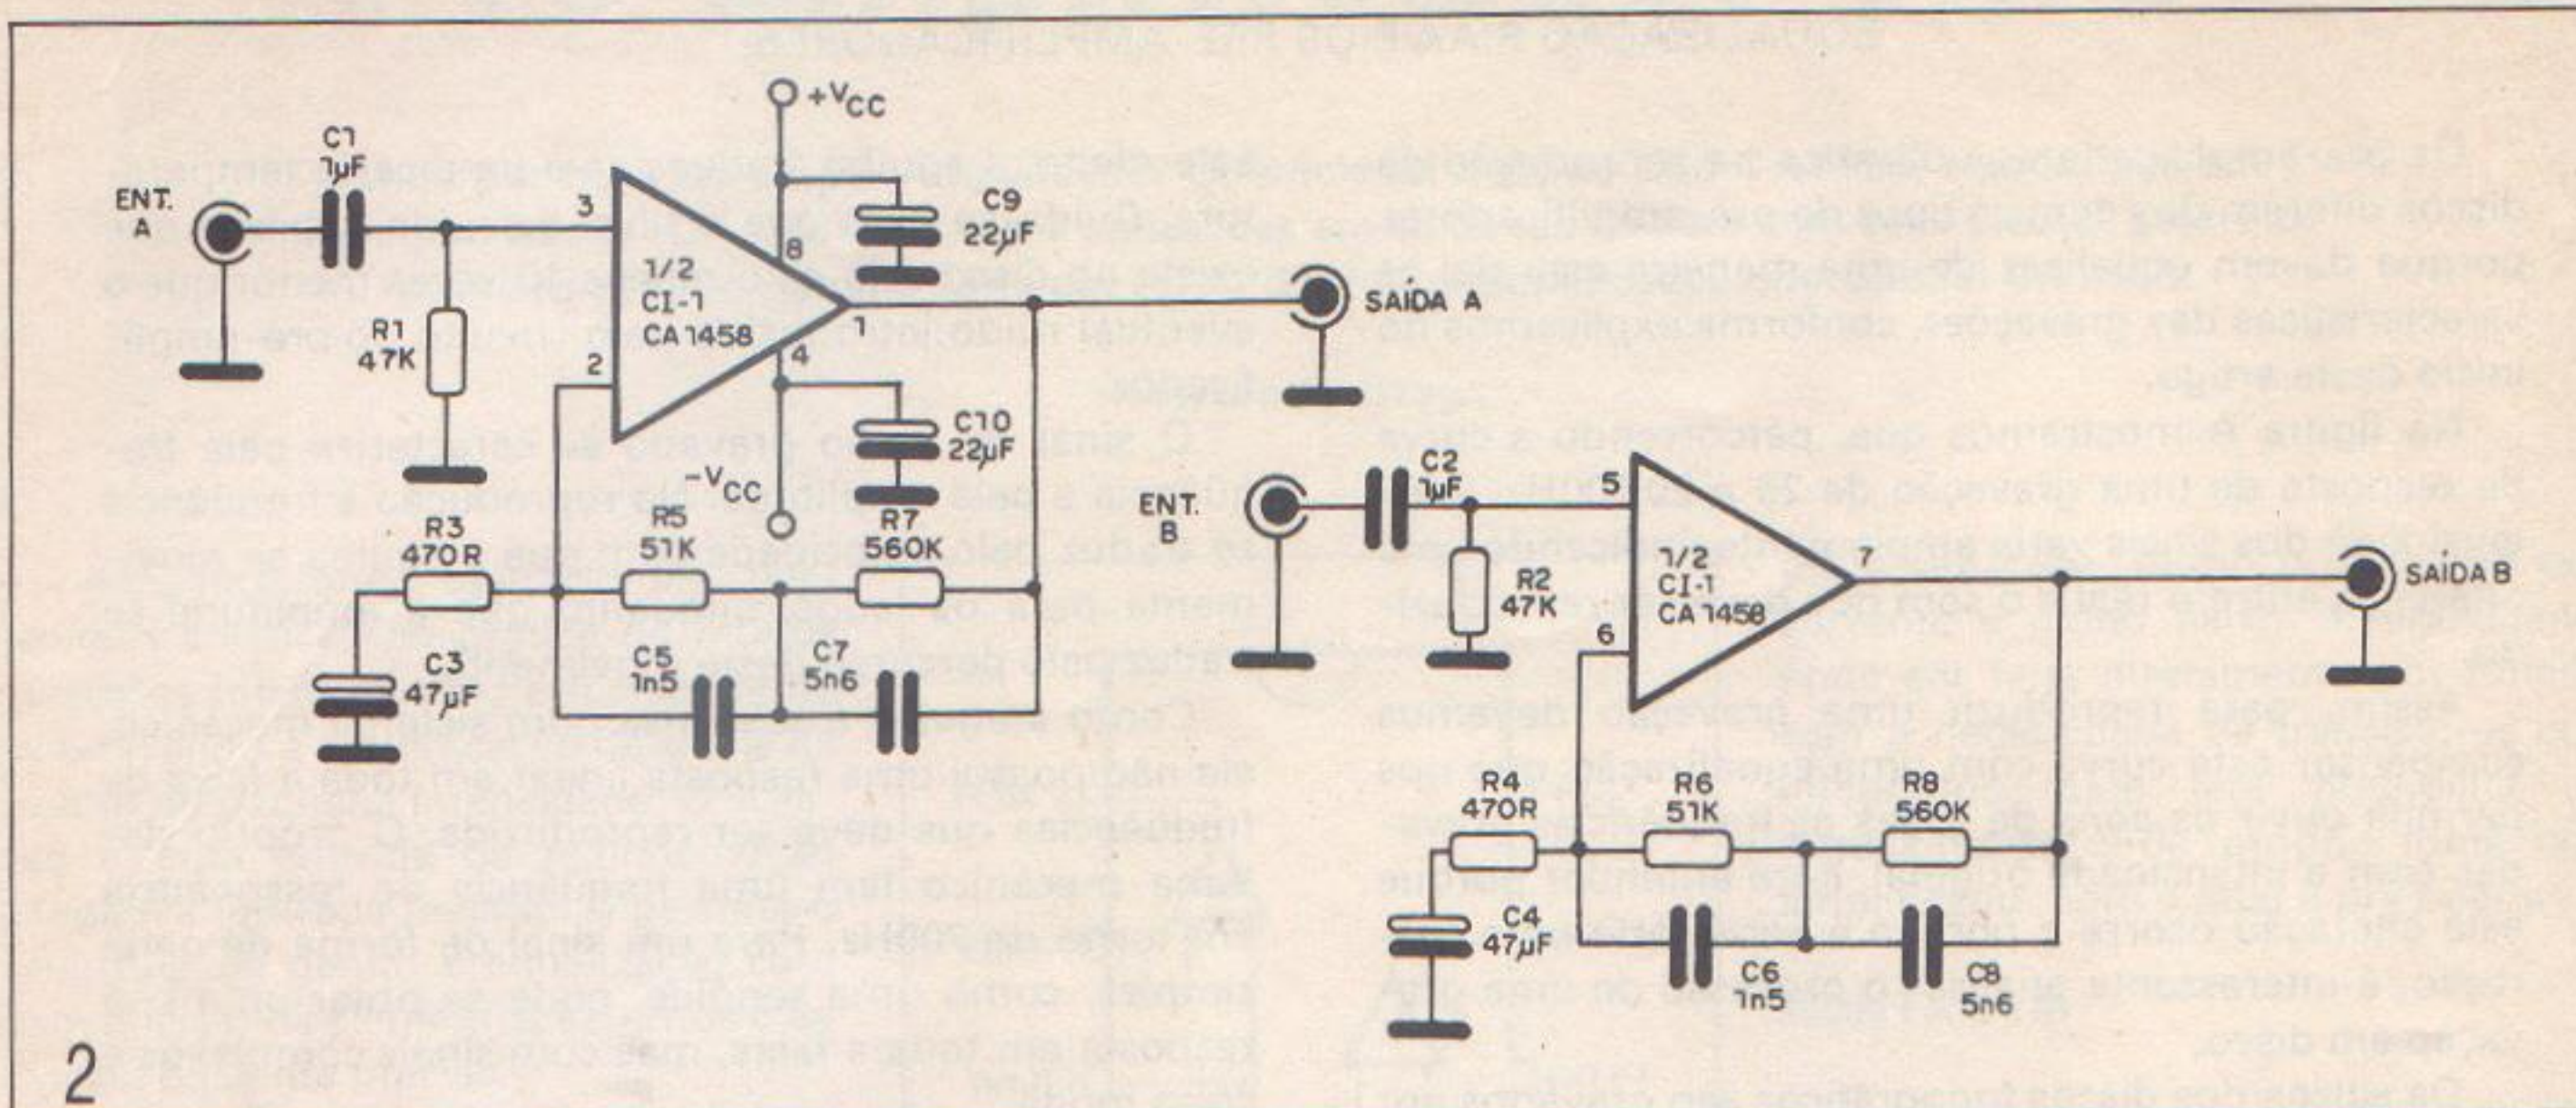 +VCC
C1
1µF
ENT.
A
3
8
C9
22µF
1/2
CI-1
CA1458
1
SAÍDA A
R1
47K
2
4
C10
22µF
-VCC
R3
470R
R5
51K
R7
560K
C3
47µF
C5
1n5
C7
5n6
ENT.
B
C2
1µF
5
R2
47K
1/2
CI-1
CA1458
7
SAÍDA B
6
R4
470R
R6
51K
R8
560K
C4
47µF
C6
1n5
C8
5n6
2